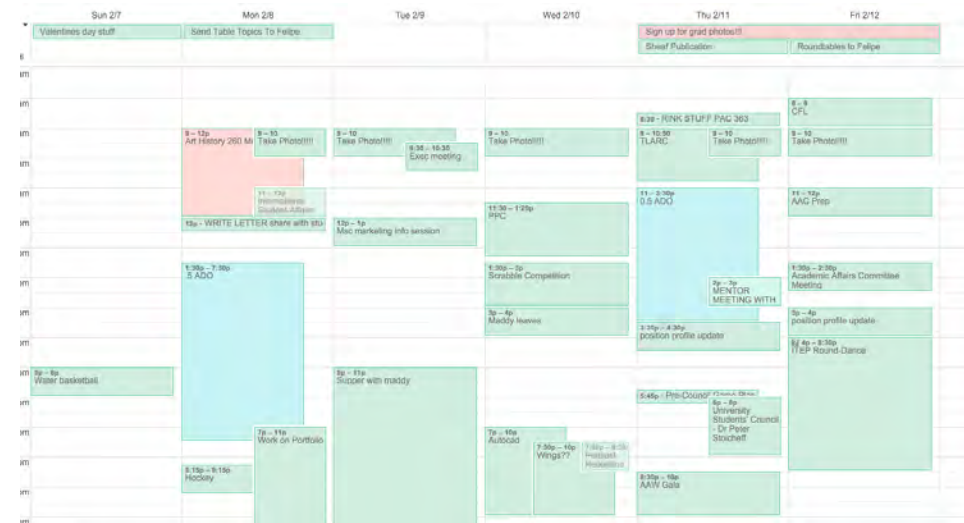 Sun 2/7
Mon 2/8
Tue 2/9
Wed 2/10
Thu 2/11
Fri 2/12
Valentines day stuff
Send Table Topics To Felipe
Sign up for grad photos!!!
Sheaf Publication
Roundtables to Felipe
5p – 6p
Water basketball
9 – 12p
Art History 260 Mi
9 – 10
Take Photo!!!!!
11 – 12p
International
Student Affairs
12p - WRITE LETTER share with stu
1:30p – 7:30p
.5 ADO
7p – 11p
Work on Portfolio
8:15p – 9:15p
Hockey
9 – 10
Take Photo!!!!!
9:30 – 10:30
Exec meeting
12p – 1p
Msc marketing info session
5p – 11p
Supper with maddy
9 – 10
Take Photo!!!!!
11:30 – 1:20p
PPC
1:30p – 3p
Scrabble Competition
3p – 4p
Maddy leaves
7p – 10p
Autocad
7:30p – 10p
Wings??
8:30 - RINK STUFF PAC 363
9 – 10:50
TLARC
9 – 10
Take Photo!!!!!
11 – 3:30p
0.5 ADO
2p – 3p
MENTOR
MEETING WITH
3:30p – 4:30p
position profile update
5:45p - Pre-Council
6p – 8p
University
Students' Council
- Dr Peter
Stoicheff
8:30p – 10p
AAW Gala
8 – 9
CFL
9 – 10
Take Photo!!!!!
11 – 12p
AAC Prep
1:30p – 2:30p
Academic Affairs Committee
Meeting
3p – 4p
position profile update
4p – 8:30p
ITEP Round Dance